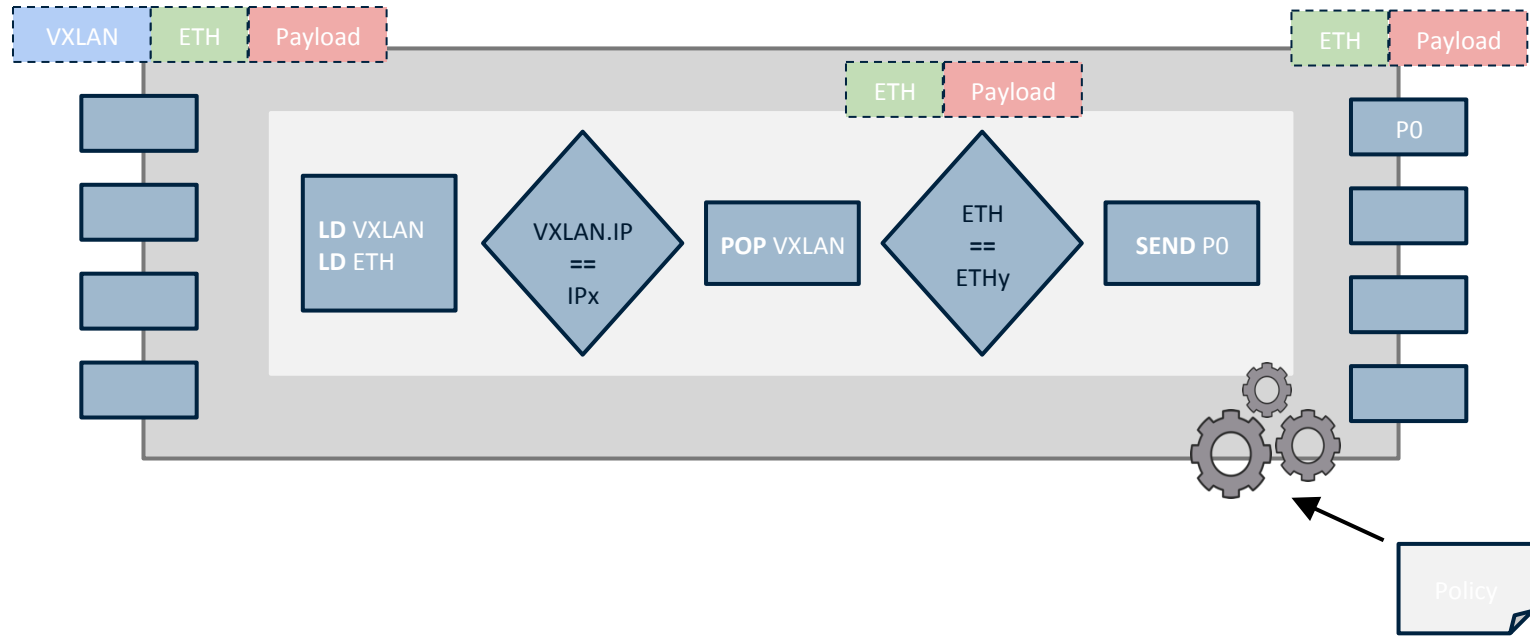 VXLAN ETH Payload
ETH Payload
ETH Payload
P0
LD VXLAN
LD ETH
VXLAN.IP
==
IPx
POP VXLAN
ETH
==
ETHy
SEND P0
Policy